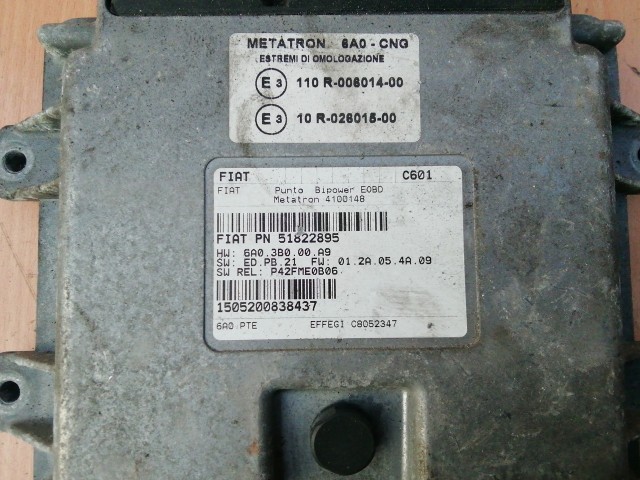 METATRON 6A0 - CNG
ESTREMI DI OMOLOGAZIONE
E 3 110 R-006014-00
E 3 10 R-026015-00
FIAT C601
FIAT Punto Bipower EOBD
Metatron 4100148
FIAT PN 51822895
HW: 6A0.3B0.00.A9
SW: ED.PB.21 FW: 01.2A.05.4A.09
SW REL: P42FME0B06
1505200838437
6A0 PTE EFFEGI C8052347